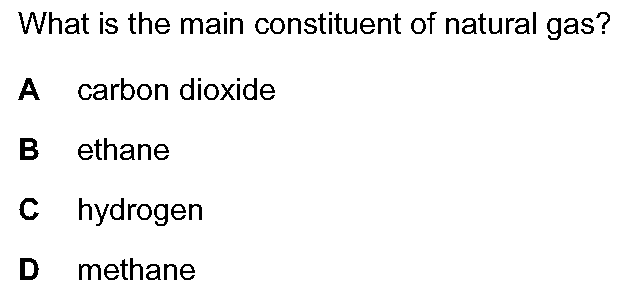 What is the main constituent of natural gas?
A carbon dioxide
B ethane
C hydrogen
D methane